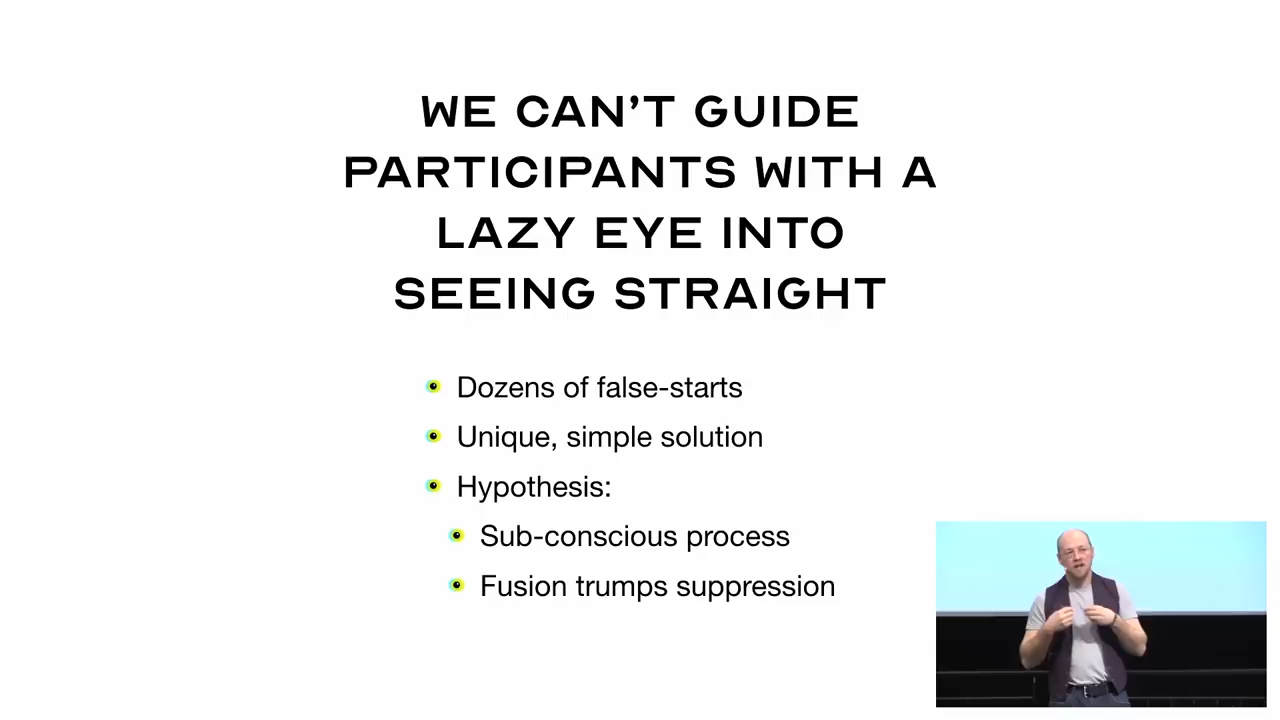 WE CAN'T GUIDE
PARTICIPANTS WITH A
LAZY EYE INTO
SEEING STRAIGHT
Dozens of false-starts
Unique, simple solution
Hypothesis:
Sub-conscious process
Fusion trumps suppression